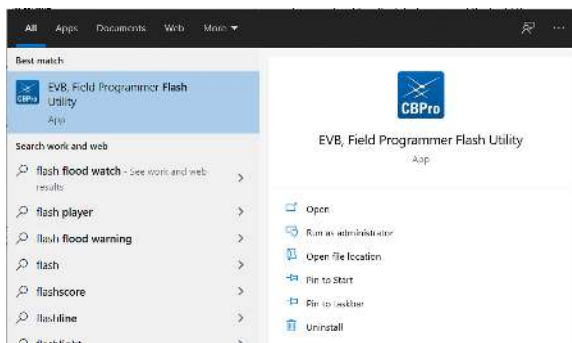 All Apps Documents Web More
Best match
EVB, Field Programmer Flash
Utility
App
CBPro
Search work and web
flash flood watch - See work and web
results
flash player
flash flood warning
flash
flashscore
flashline
flashlight
CBPro
EVB, Field Programmer Flash Utility
App
Open
Run as administrator
Open file location
Pin to Start
Pin to taskbar
Uninstall